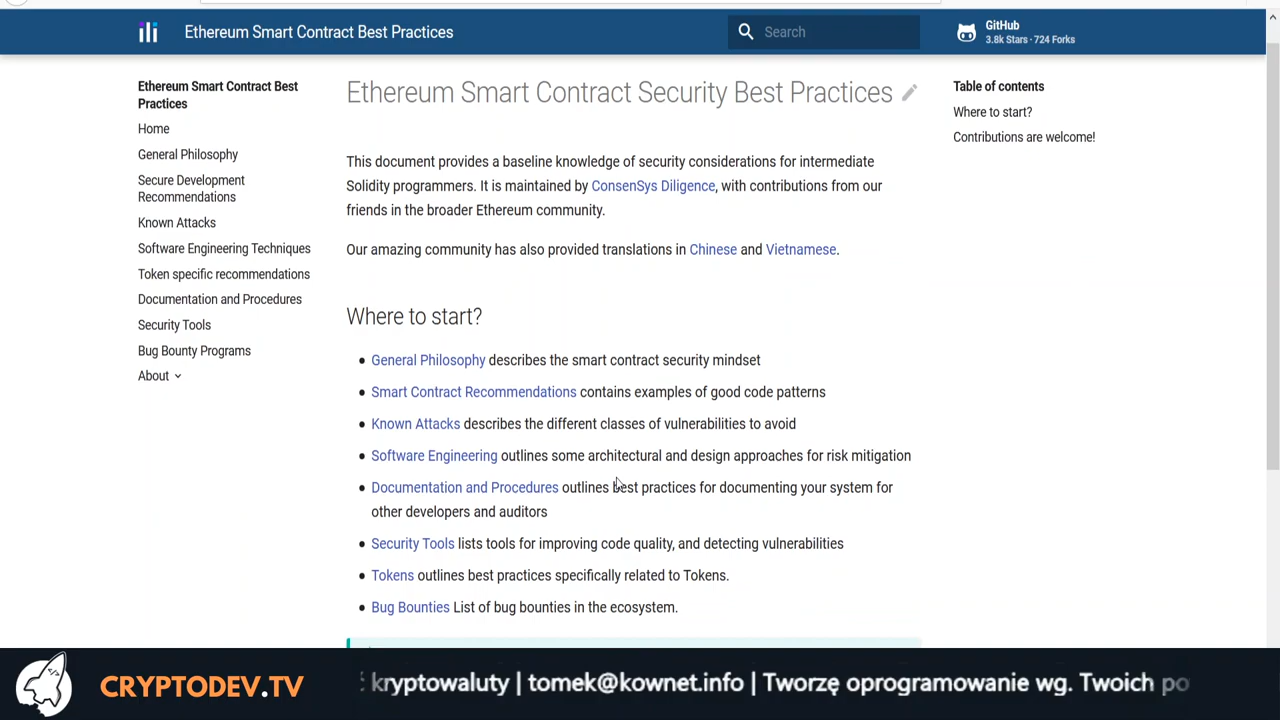 Ethereum Smart Contract Best Practices
Search
GitHub
3.8k Stars · 724 Forks
Ethereum Smart Contract Best
Practices
Home
General Philosophy
Secure Development
Recommendations
Known Attacks
Software Engineering Techniques
Token specific recommendations
Documentation and Procedures
Security Tools
Bug Bounty Programs
About
Ethereum Smart Contract Security Best Practices
This document provides a baseline knowledge of security considerations for intermediate
Solidity programmers. It is maintained by ConsenSys Diligence, with contributions from our
friends in the broader Ethereum community.
Our amazing community has also provided translations in Chinese and Vietnamese.
Where to start?
• General Philosophy describes the smart contract security mindset
• Smart Contract Recommendations contains examples of good code patterns
• Known Attacks describes the different classes of vulnerabilities to avoid
• Software Engineering outlines some architectural and design approaches for risk mitigation
• Documentation and Procedures outlines best practices for documenting your system for
other developers and auditors
• Security Tools lists tools for improving code quality, and detecting vulnerabilities
• Tokens outlines best practices specifically related to Tokens.
• Bug Bounties List of bug bounties in the ecosystem.
Table of contents
Where to start?
Contributions are welcome!
CRYPTODEV.TV
kryptowaluty | tomek@kownet.info | Tworzę oprogramowanie wg. Twoich po